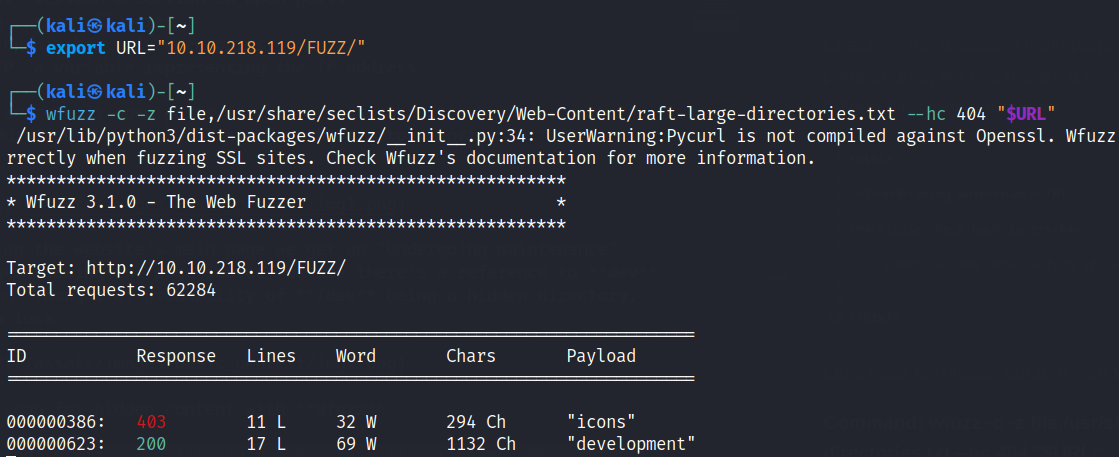 ┌──(kali㉿kali)-[~]
└─$ export URL="10.10.218.119/FUZZ/"
┌──(kali㉿kali)-[~]
└─$ wfuzz -c -z file,/usr/share/seclists/Discovery/Web-Content/raft-large-directories.txt --hc 404 "$URL"
/usr/lib/python3/dist-packages/wfuzz/__init__.py:34: UserWarning:Pycurl is not compiled against Openssl. Wfuzz
rrectly when fuzzing SSL sites. Check Wfuzz's documentation for more information.
********************************************************
* Wfuzz 3.1.0 - The Web Fuzzer                         *
********************************************************
Target: http://10.10.218.119/FUZZ/
Total requests: 62284
=====================================================================
ID           Response   Lines    Word       Chars       Payload
=====================================================================
000000386:   403        11 L     32 W       294 Ch      "icons"
000000623:   200        17 L     69 W       1132 Ch     "development"